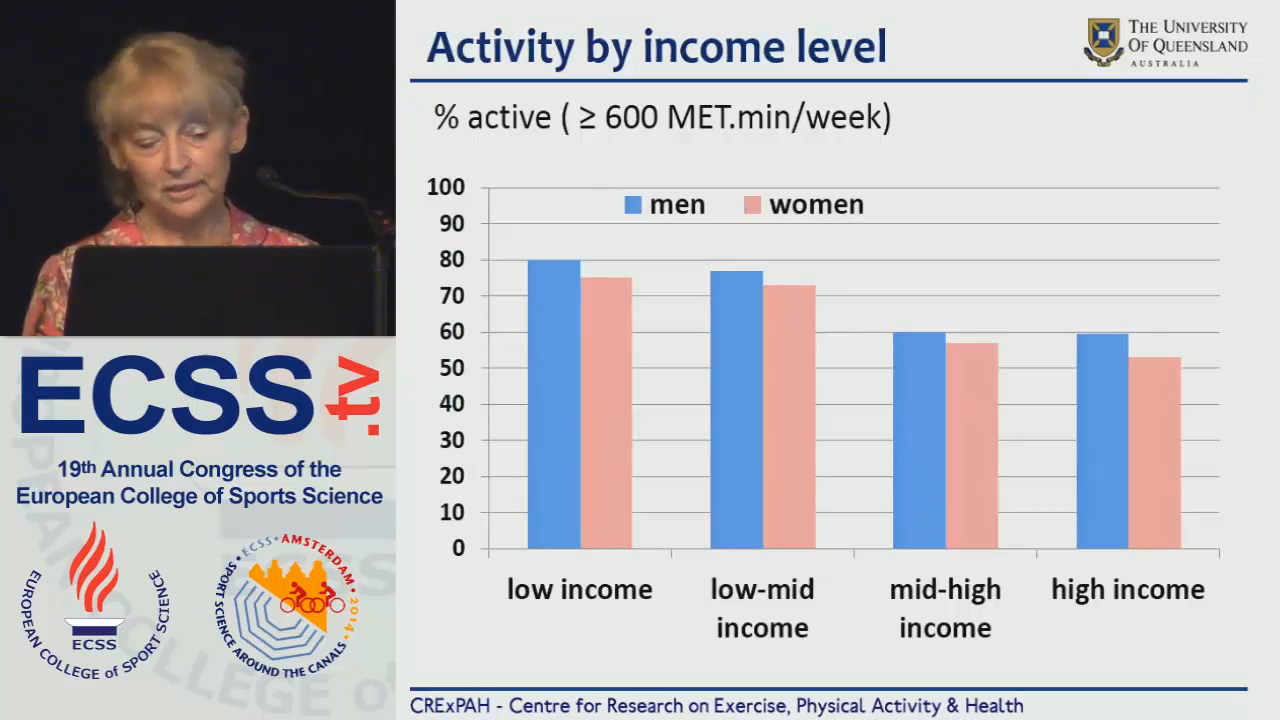 Activity by income level
THE UNIVERSITY
OF QUEENSLAND
AUSTRALIA
% active ( ≥ 600 MET.min/week)
100
90
80
70
60
50
40
30
20
10
0
men
women
low income
low-mid
income
mid-high
income
high income
CRExPAH - Centre for Research on Exercise, Physical Activity & Health
ECSS
.tv
19th Annual Congress of the
European College of Sports Science
EUROPEAN COLLEGE of SPORT SCIENCE
ECSS
•ECSS•AMSTERDAM 2014•
SPORT SCIENCE AROUND THE CANALS